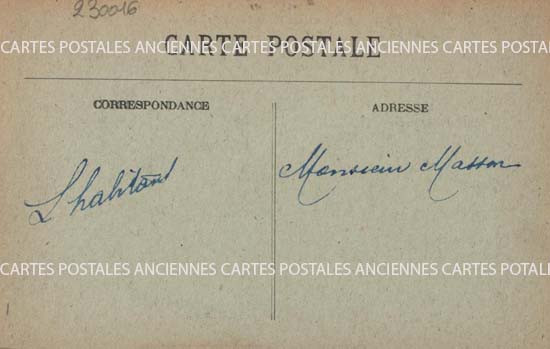 230016
CARTE POSTALE
CARTES POSTALES ANCIENNES CARTES POSTALES ANCIENNES CARTES POSTAL
CORRESPONDANCE
ADRESSE
L'habitant
Monsieur Masson
CARTES POSTALES ANCIENNES CARTES POSTALES ANCIENNES CARTES POTALE